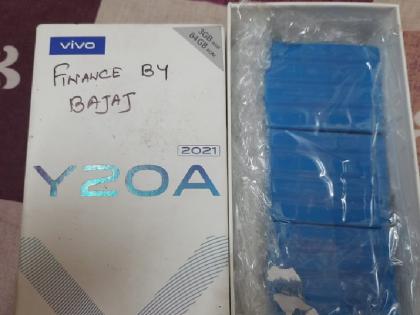 vivo
3GB RAM
64GB ROM
FINANCE BY
BAJAJ
2021
Y20A